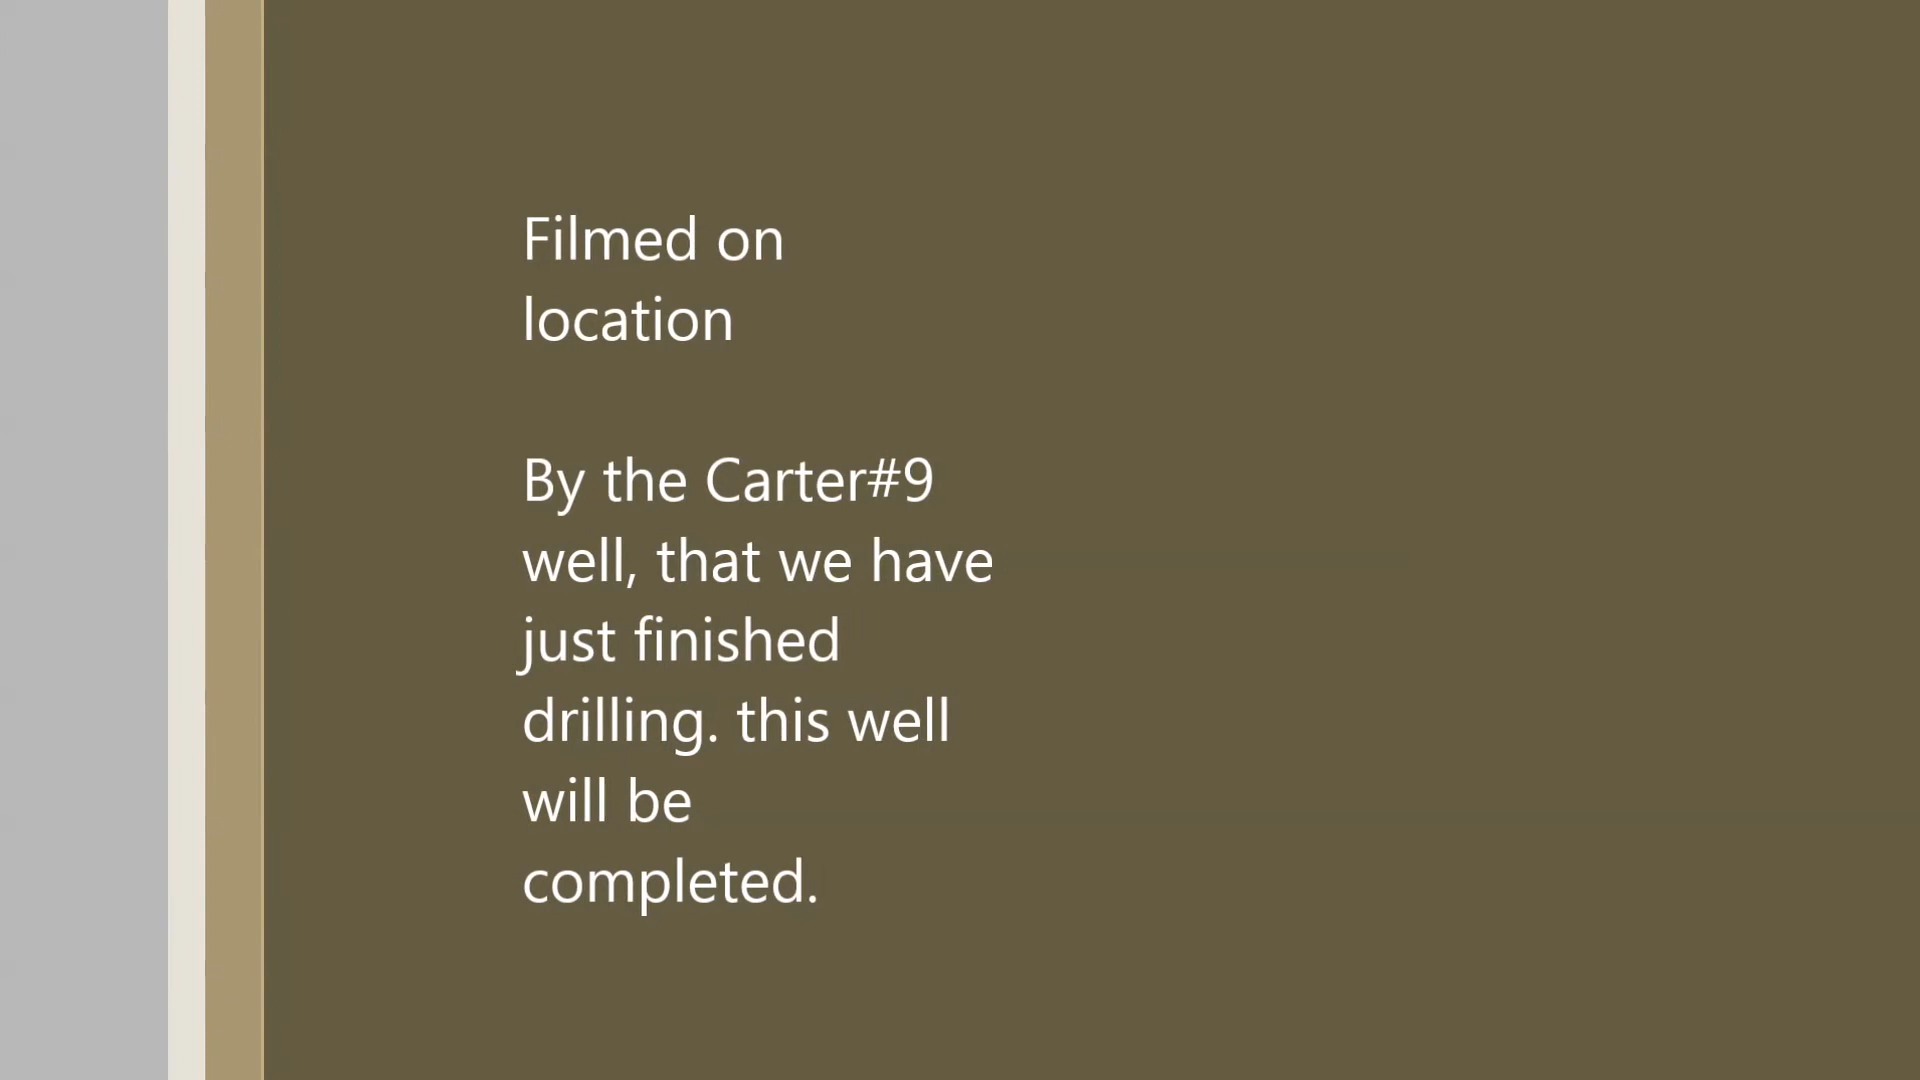 Filmed on
location
By the Carter#9
well, that we have
just finished
drilling. this well
will be
completed.